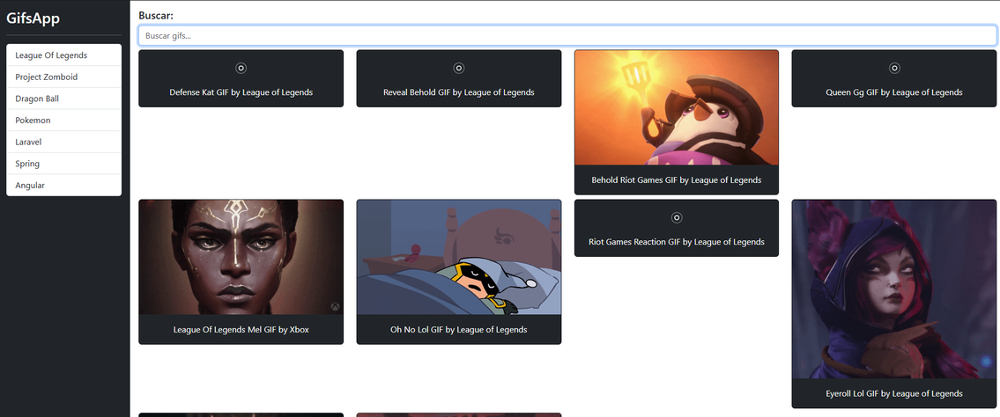 GifsApp
League Of Legends
Project Zomboid
Dragon Ball
Pokemon
Laravel
Spring
Angular
Buscar:
Buscar gifs...
Defense Kat GIF by League of Legends
Reveal Behold GIF by League of Legends
Behold Riot Games GIF by League of Legends
Queen Gg GIF by League of Legends
League Of Legends Mel GIF by Xbox
Oh No Lol GIF by League of Legends
Riot Games Reaction GIF by League of Legends
Eyeroll Lol GIF by League of Legends